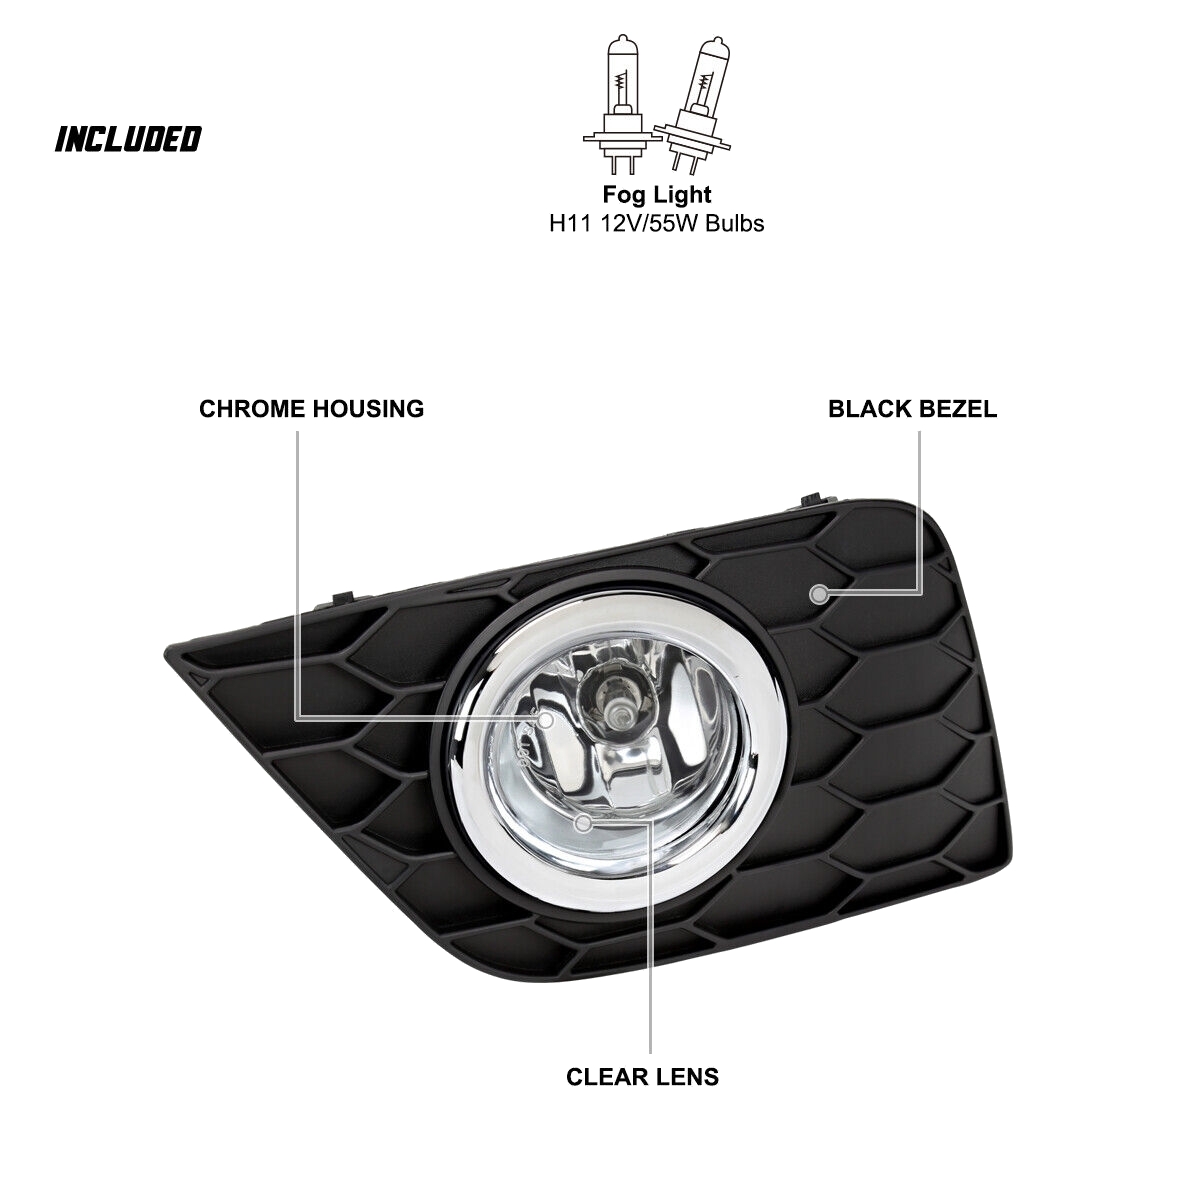 INCLUDED
Fog Light
H11 12V/55W Bulbs
CHROME HOUSING
BLACK BEZEL
CLEAR LENS